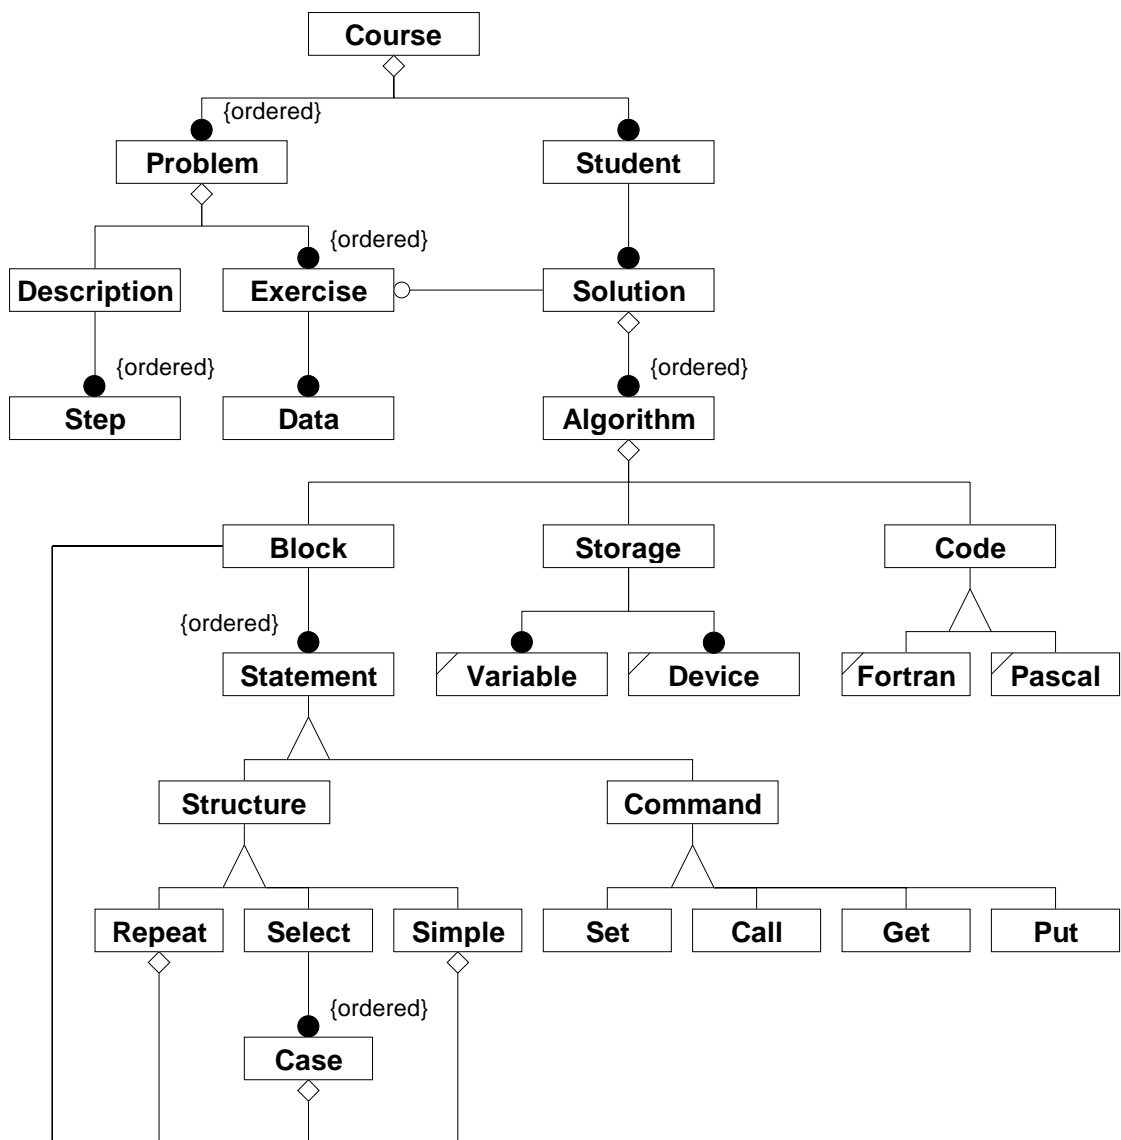 Course
{ordered}
Problem Student
{ordered}
Description Exercise Solution
{ordered} {ordered}
Step Data Algorithm
Block Storage Code
{ordered}
Statement Variable Device Fortran Pascal
Structure Command
Repeat Select Simple Set Call Get Put
{ordered}
Case